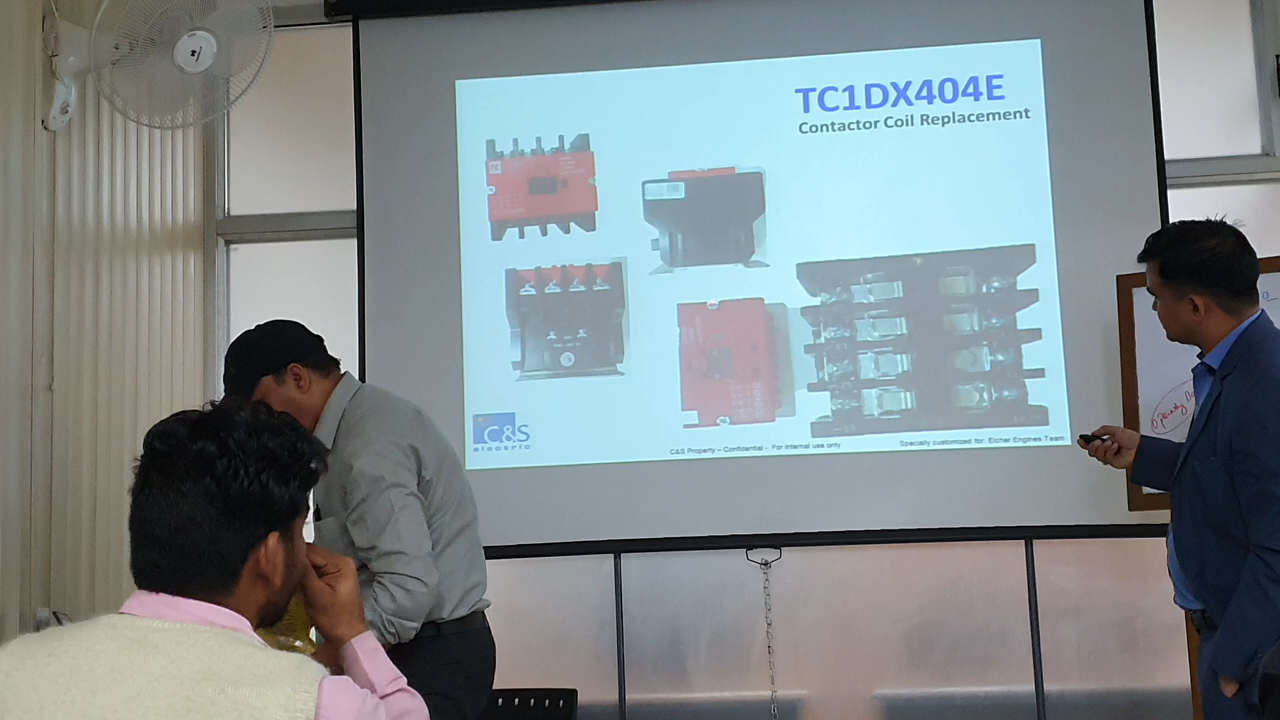 TC1DX404E
Contactor Coil Replacement
C&S
electric
C&S Property – Confidential - For internal use only
Specially customized for: Eicher Engines Team